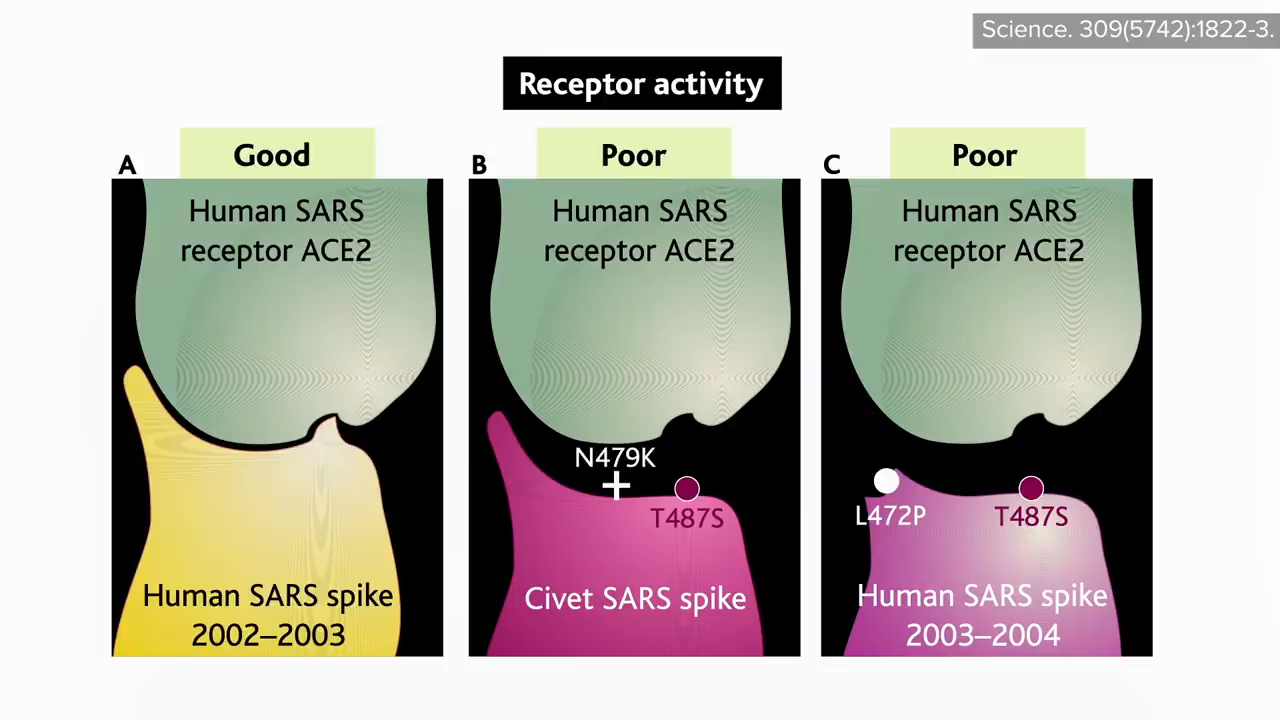 Science. 309(5742):1822-3.
Receptor activity
A
Good
Human SARS
receptor ACE2
Human SARS spike
2002–2003
B
Poor
Human SARS
receptor ACE2
N479K
+
T487S
Civet SARS spike
C
Poor
Human SARS
receptor ACE2
L472P
T487S
Human SARS spike
2003–2004